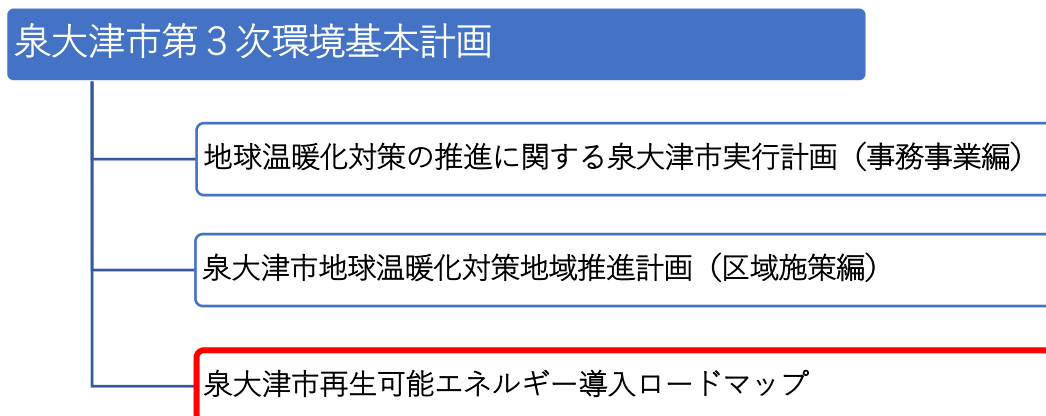 泉大津市第３次環境基本計画
地球温暖化対策の推進に関する泉大津市実行計画（事務事業編）
泉大津市地球温暖化対策地域推進計画（区域施策編）
泉大津市再生可能エネルギー導入ロードマップ